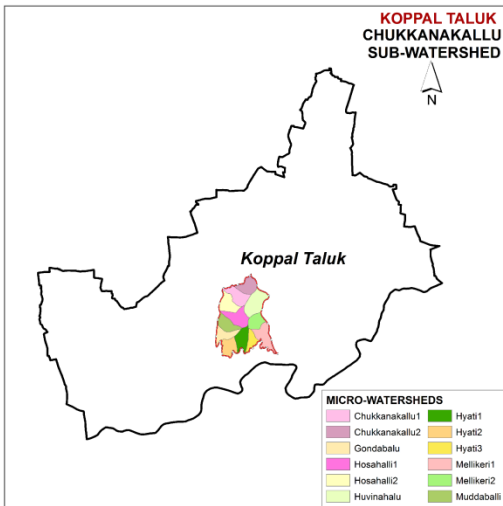 KOPPAL TALUK
CHUKKANAKALLU
SUB-WATERSHED
N
Koppal Taluk
MICRO-WATERSHEDS
Chukkanakallu1
Chukkanakallu2
Gondabalu
Hosahalli1
Hosahalli2
Huvinahalu
Hyati1
Hyati2
Hyati3
Mellikeri1
Mellikeri2
Muddaballi